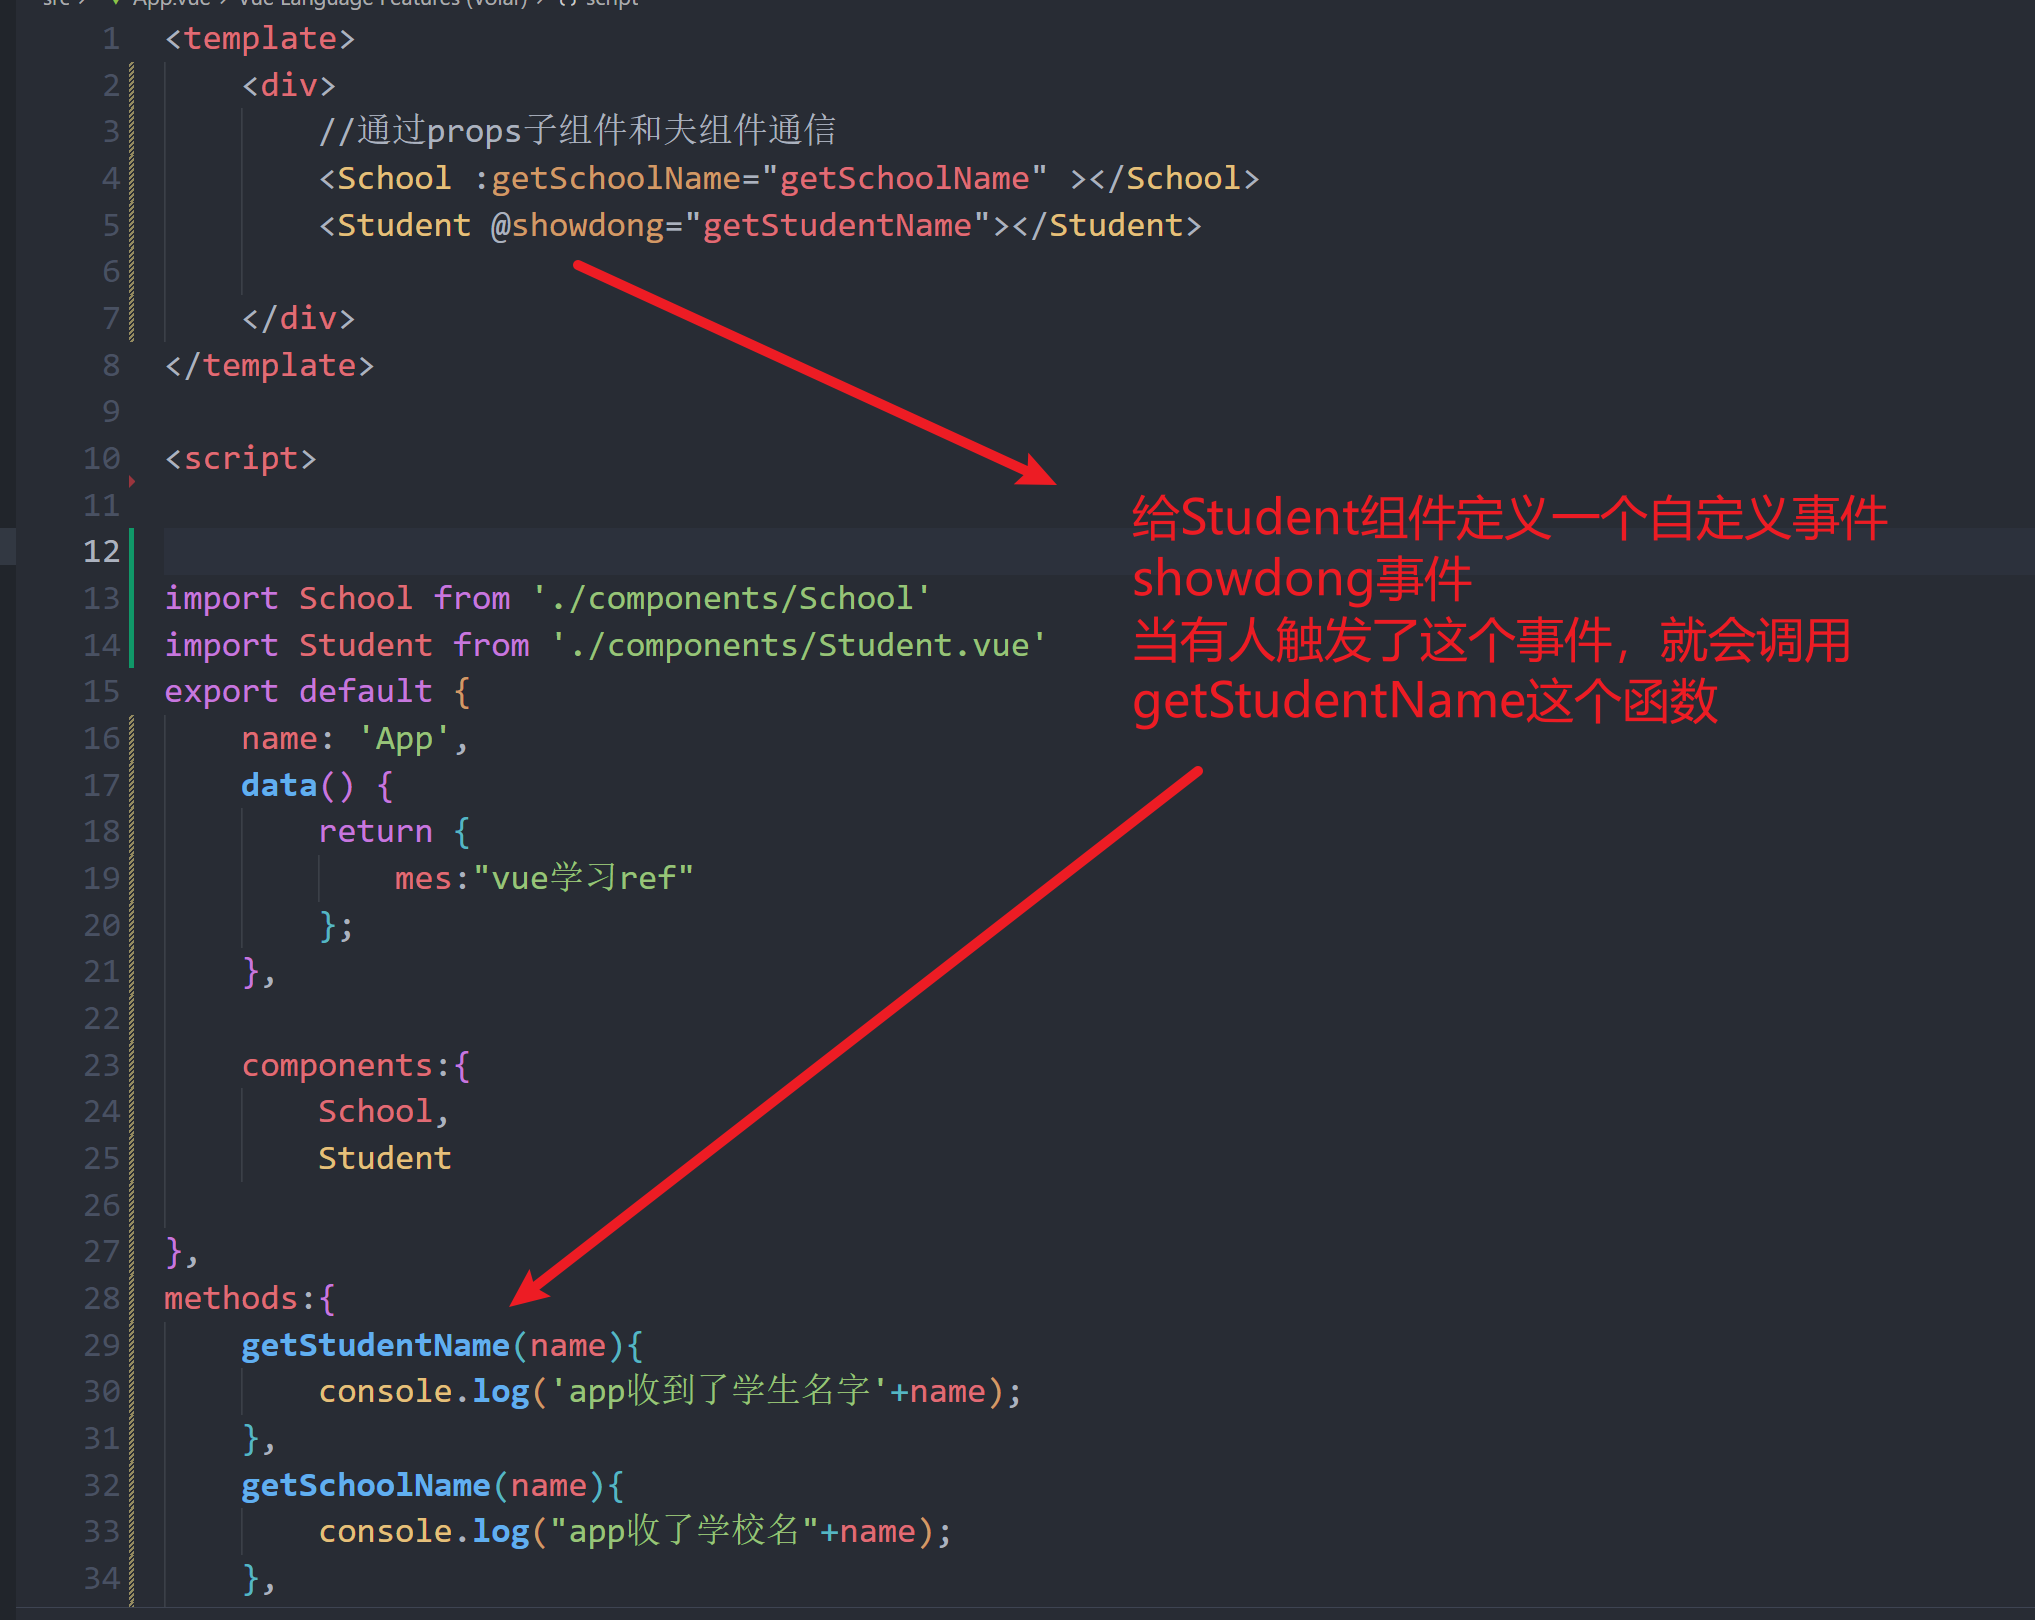 src > App.vue > Vue Language Features (Volar) > {} script
1 <template>
2 <div>
3 //通过props子组件和夫组件通信
4 <School :getSchoolName="getSchoolName" ></School>
5 <Student @showdong="getStudentName"></Student>
6
7 </div>
8 </template>
9
10 <script>
11
12
13 import School from './components/School'
14 import Student from './components/Student.vue'
15 export default {
16 name: 'App',
17 data() {
18 return {
19 mes:"vue学习ref"
20 };
21 },
22
23 components:{
24 School,
25 Student
26
27 },
28 methods:{
29 getStudentName(name){
30 console.log('app收到了学生名字'+name);
31 },
32 getSchoolName(name){
33 console.log("app收了学校名"+name);
34 },
给Student组件定义一个自定义事件
showdong事件
当有人触发了这个事件，就会调用
getStudentName这个函数